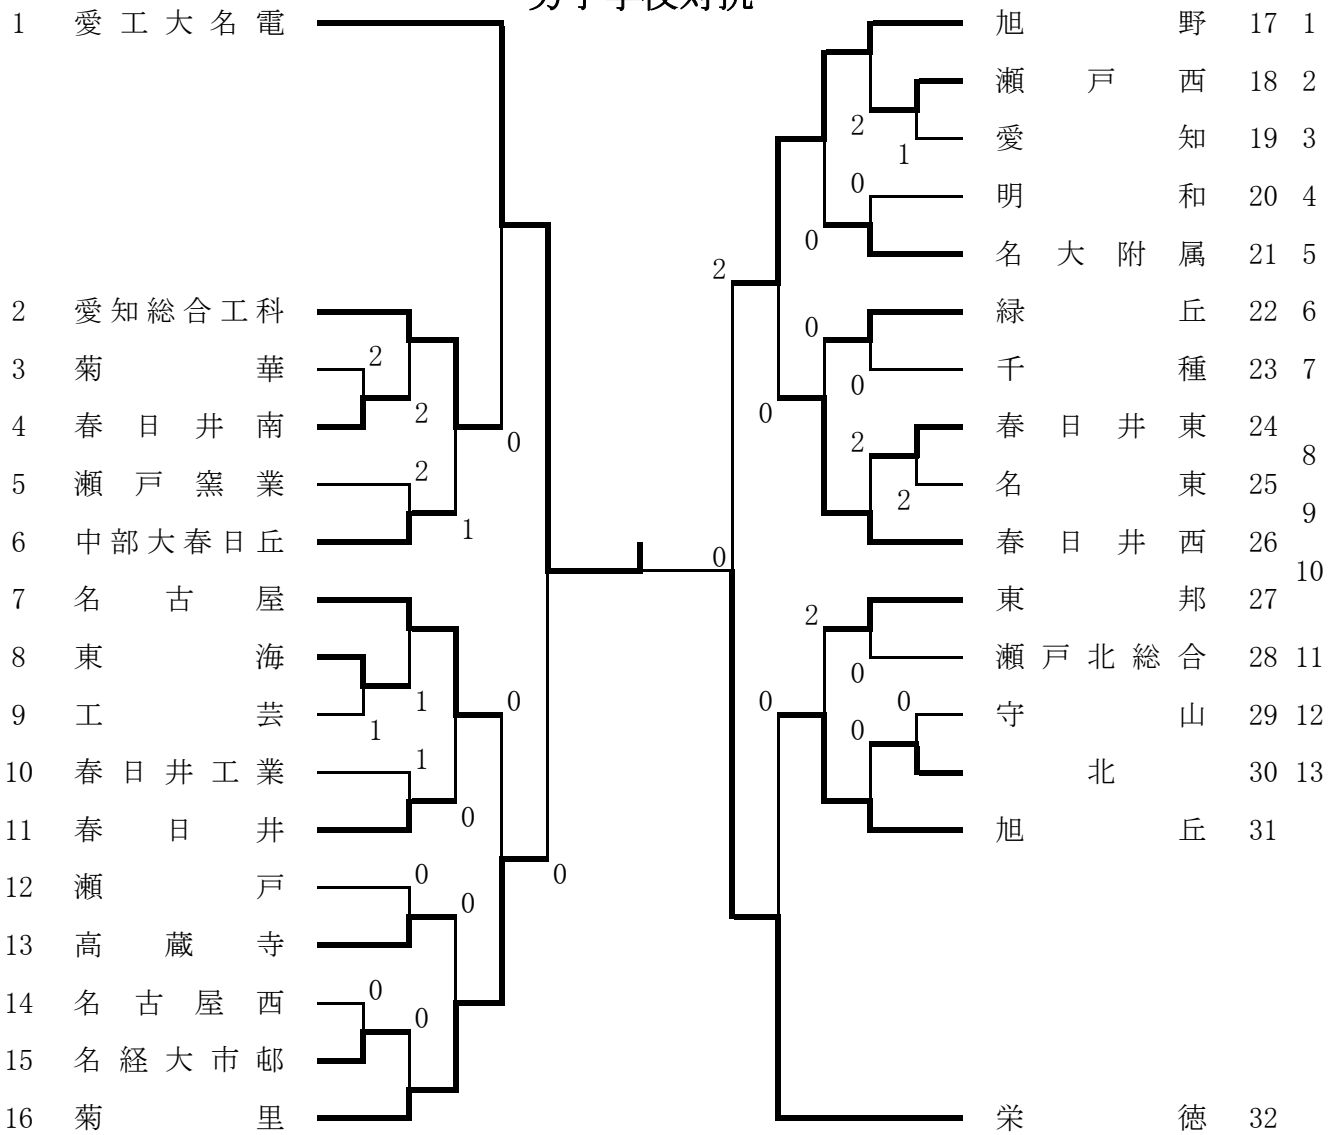 男子学校対抗
1 愛工大名電
2 愛知総合工科
3 菊華
4 春日井南
5 瀬戸窯業
6 中部大春日丘
7 名古屋
8 東海
9 工芸
10 春日井工業
11 春日井
12 瀬戸
13 高蔵寺
14 名古屋西
15 名経大市邨
16 菊里
2
2
2
1
0
1
1
1
0
0
0
0
0
0
0
2
0
2
1
0
0
0
0
0
2
2
2
0
0
0
0
旭野 17 1
瀬戸西 18 2
愛知 19 3
明和 20 4
名大附属 21 5
緑丘 22 6
千種 23 7
春日井東 24
8
名東 25
9
春日井西 26
10
東邦 27
瀬戸北総合 28 11
守山 29 12
北 30 13
旭丘 31
栄徳 32